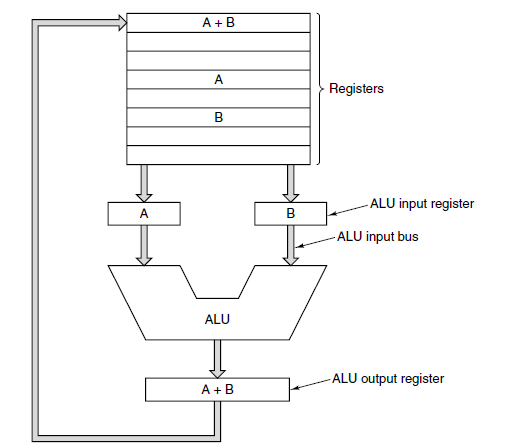 A + B
A
Registers
B
ALU input register
A
B
ALU input bus
ALU
ALU output register
A + B